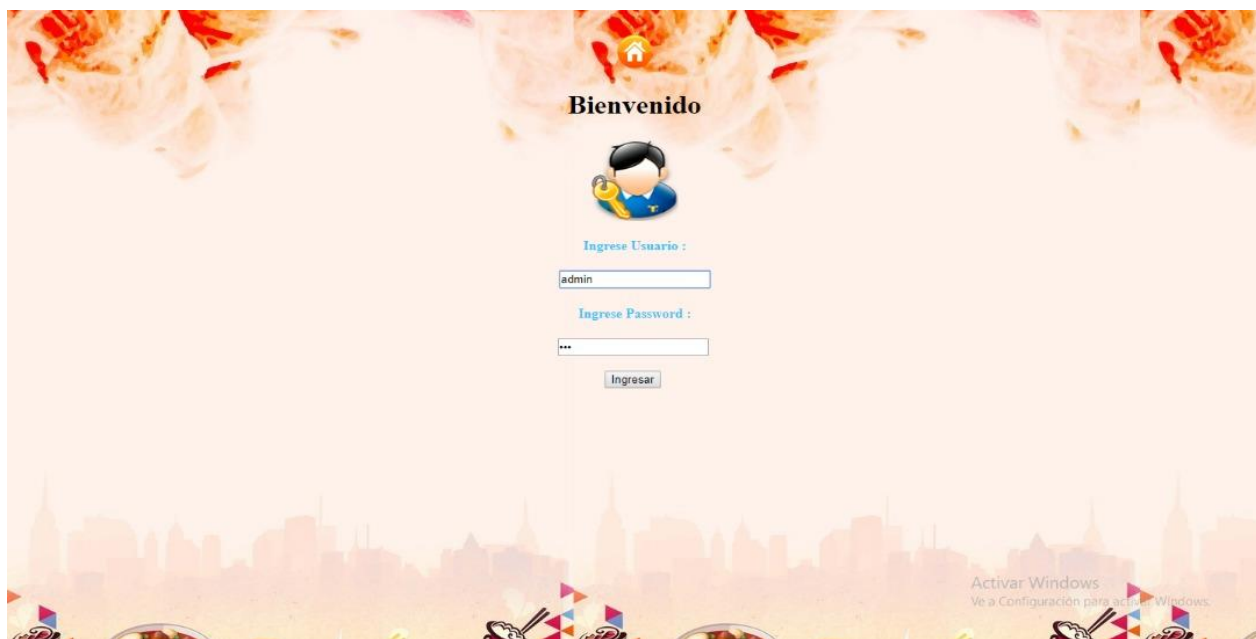 Bienvenido
Ingrese Usuario :
admin
Ingrese Password :
•••
Ingresar
Activar Windows
Ve a Configuración para activar Windows.